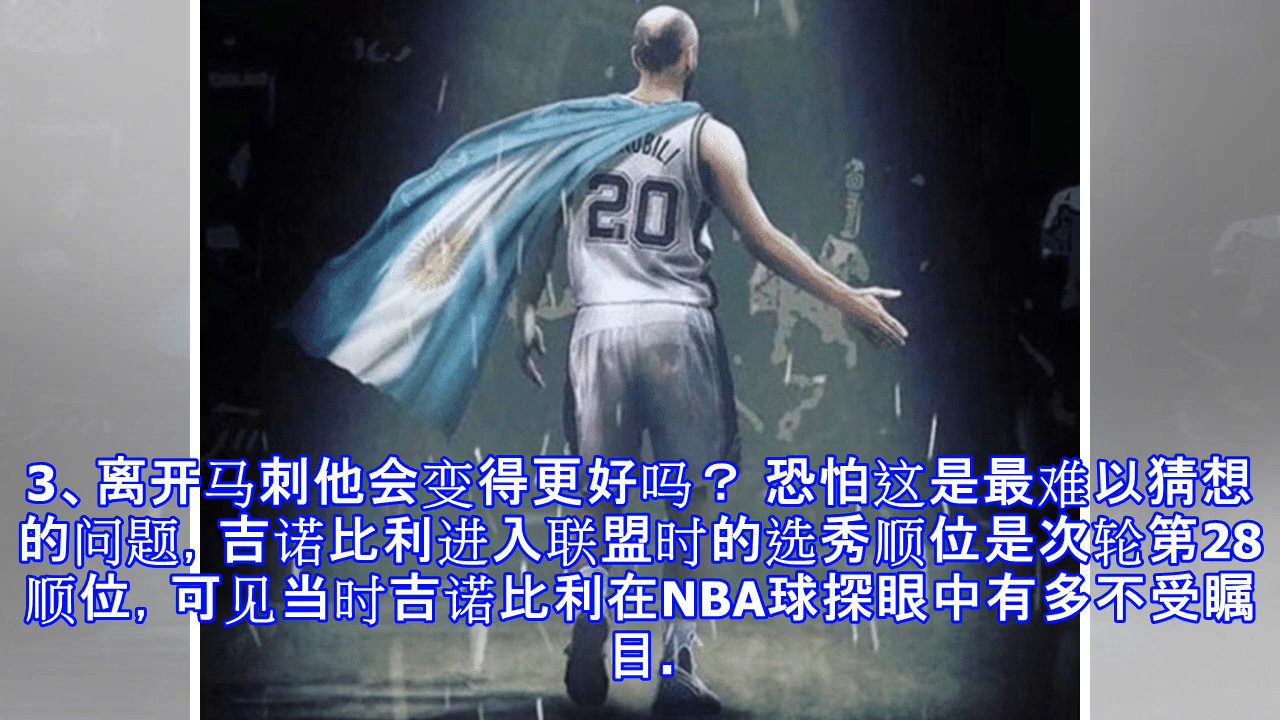 NOBILI
20
3、离开马刺他会变得更好吗？ 恐怕这是最难以猜想
的问题, 吉诺比利进入联盟时的选秀顺位是次轮第28
顺位, 可见当时吉诺比利在NBA球探眼中有多不受瞩
目.